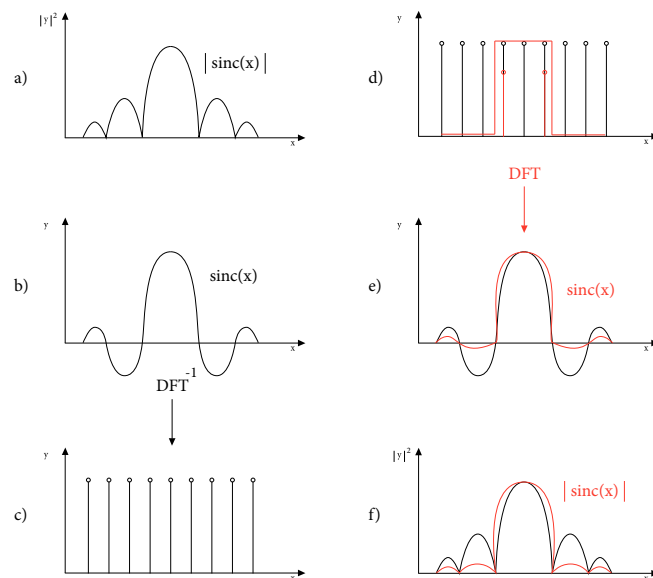 |y|²
a)
|sinc(x)|
x
y
b)
sinc(x)
x
DFT⁻¹
y
c)
x
y
d)
x
DFT
y
e)
sinc(x)
x
|y|²
f)
|sinc(x)|
x